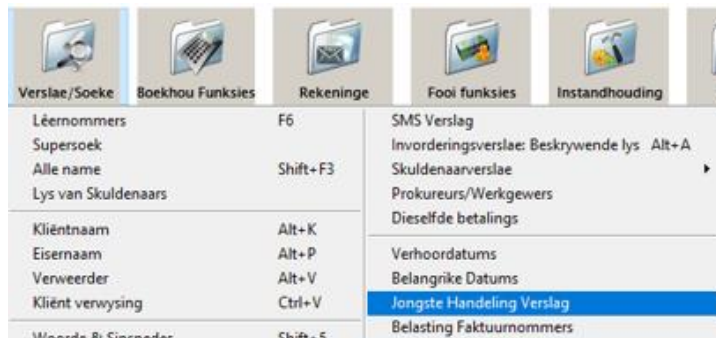 Verslae/Soeke
Boekhou Funksies
Rekeninge
Fooi funksies
Instandhouding
Lêernommers F6
Supersoek
Alle name Shift+F3
Lys van Skuldenaars
Kliëntnaam Alt+K
Eisernaam Alt+P
Verweerder Alt+V
Kliënt verwysing Ctrl+V
SMS Verslag
Invorderingsverslae: Beskrywende lys Alt+A
Skuldenaarverslae
Prokureurs/Werkgewers
Dieselfde betalings
Verhoordatums
Belangrike Datums
Jongste Handeling Verslag
Belasting Faktuurnommers